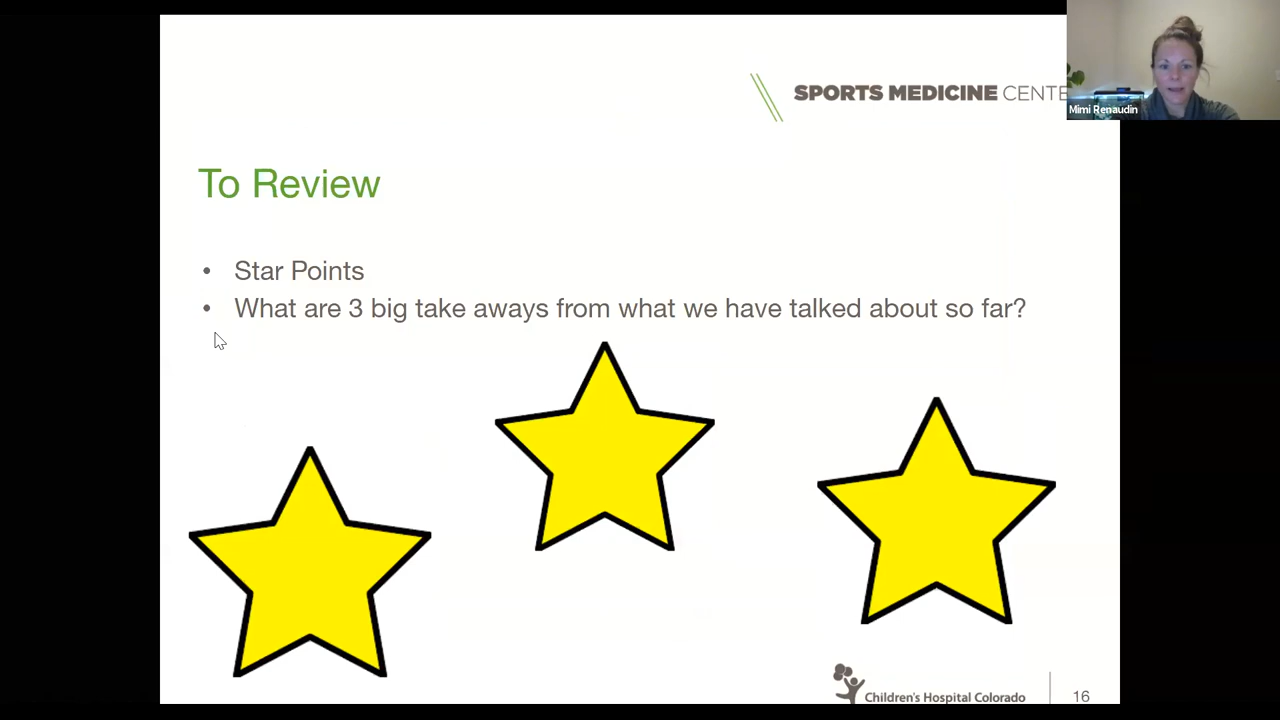 SPORTS MEDICINE CENTE
Mimi Renaudin
To Review
• Star Points
• What are 3 big take aways from what we have talked about so far?
Children's Hospital Colorado
16